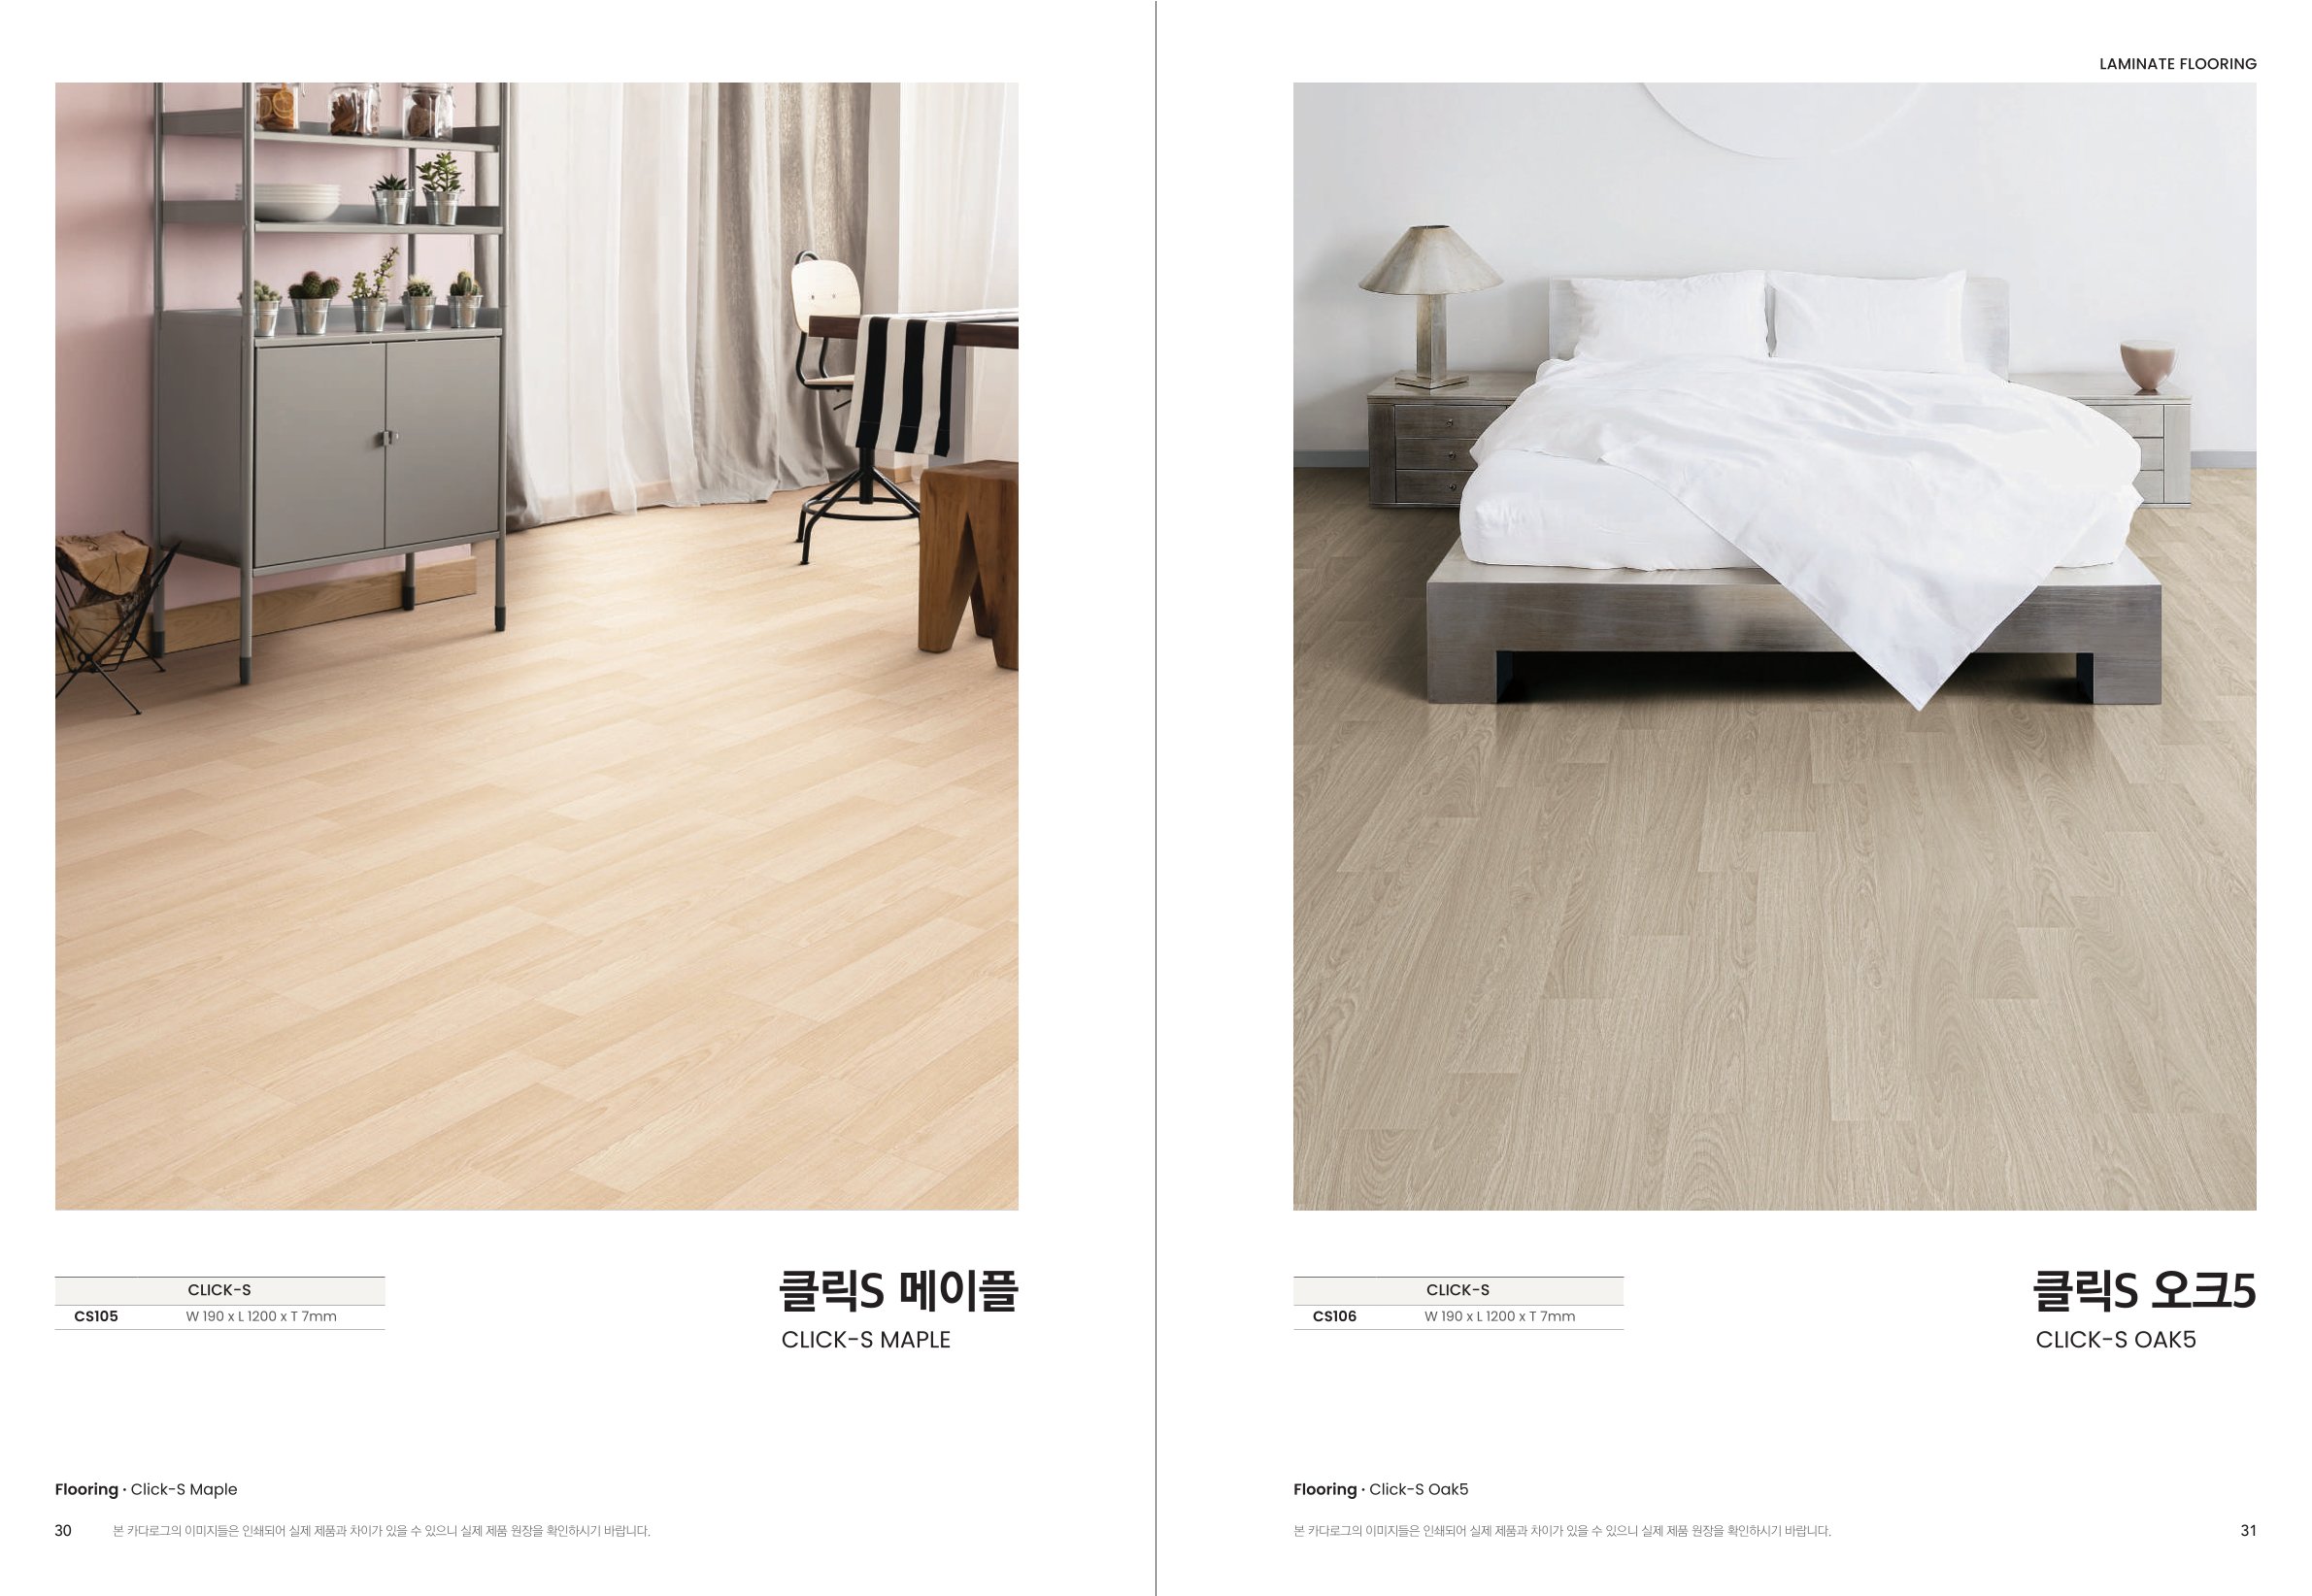 LAMINATE FLOORING
CLICK-S
CS105 W 190 x L 1200 x T 7mm
클릭S 메이플
CLICK-S MAPLE
Flooring · Click-S Maple
30 본 카다로그의 이미지들은 인쇄되어 실제 제품과 차이가 있을 수 있으니 실제 제품 원장을 확인하시기 바랍니다.
CLICK-S
CS106 W 190 x L 1200 x T 7mm
클릭S 오크5
CLICK-S OAK5
Flooring · Click-S Oak5
본 카다로그의 이미지들은 인쇄되어 실제 제품과 차이가 있을 수 있으니 실제 제품 원장을 확인하시기 바랍니다. 31